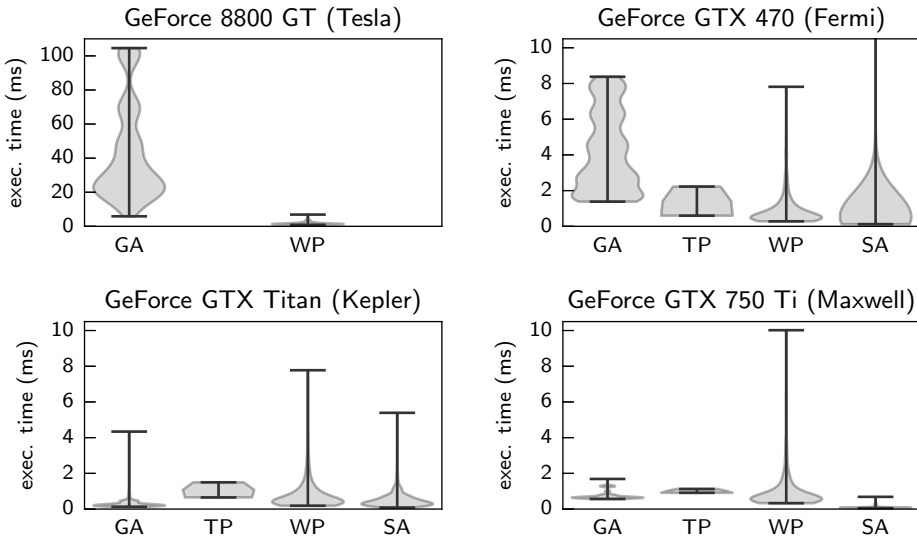 GeForce 8800 GT (Tesla)
exec. time (ms)
100
80
60
40
20
0
GA
WP
GeForce GTX 470 (Fermi)
exec. time (ms)
10
8
6
4
2
0
GA
TP
WP
SA
GeForce GTX Titan (Kepler)
exec. time (ms)
10
8
6
4
2
0
GA
TP
WP
SA
GeForce GTX 750 Ti (Maxwell)
exec. time (ms)
10
8
6
4
2
0
GA
TP
WP
SA